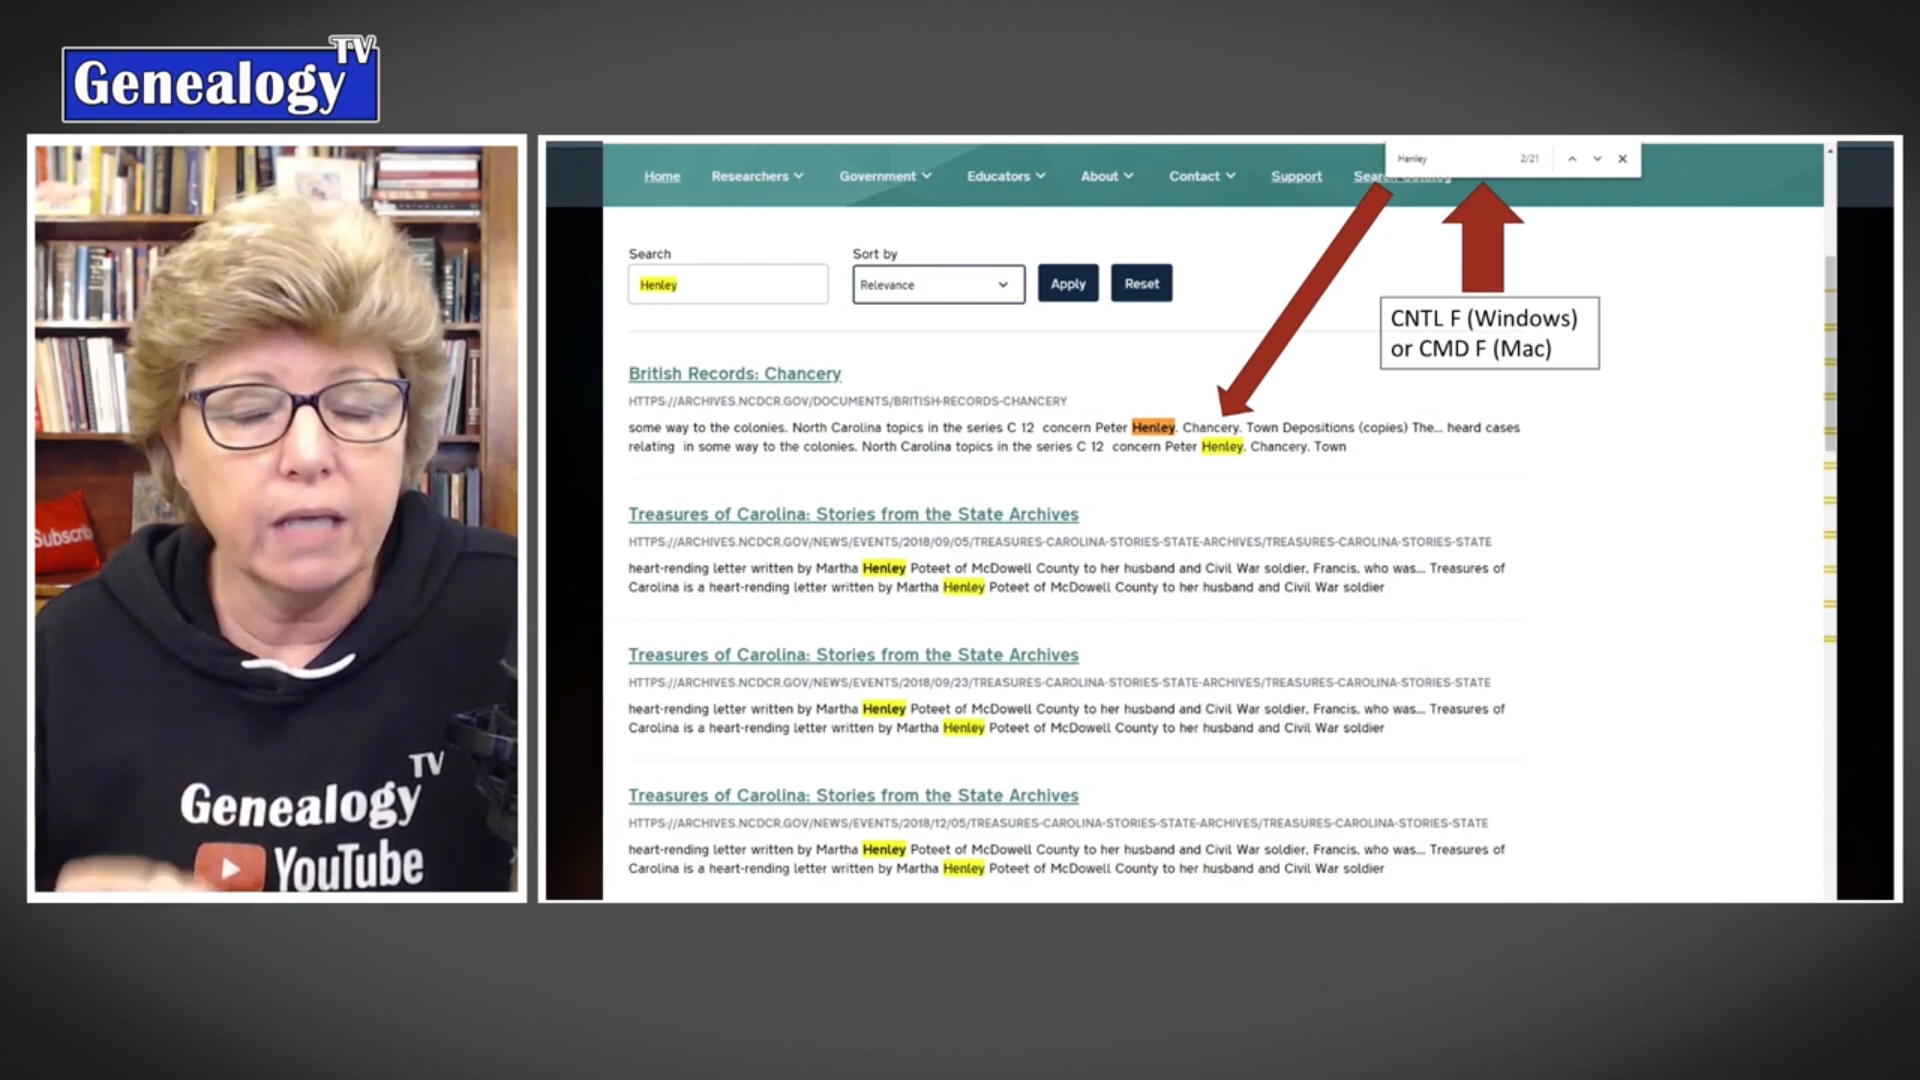 Genealogy TV
Home Researchers Government Educators About Contact Support Search Catalog
Henley 2/21
Search
Sort by
Henley
Relevance
Apply
Reset
CNTL F (Windows)
or CMD F (Mac)
British Records: Chancery
HTTPS://ARCHIVES.NCDCR.GOV/DOCUMENTS/BRITISH-RECORDS-CHANCERY
some way to the colonies. North Carolina topics in the series C 12 concern Peter Henley. Chancery. Town Depositions (copies) The... heard cases
relating in some way to the colonies. North Carolina topics in the series C 12 concern Peter Henley. Chancery. Town
Treasures of Carolina: Stories from the State Archives
HTTPS://ARCHIVES.NCDCR.GOV/NEWS/EVENTS/2018/09/05/TREASURES-CAROLINA-STORIES-STATE-ARCHIVES/TREASURES-CAROLINA-STORIES-STATE
heart-rending letter written by Martha Henley Poteet of McDowell County to her husband and Civil War soldier, Francis, who was... Treasures of
Carolina is a heart-rending letter written by Martha Henley Poteet of McDowell County to her husband and Civil War soldier
Treasures of Carolina: Stories from the State Archives
HTTPS://ARCHIVES.NCDCR.GOV/NEWS/EVENTS/2018/09/23/TREASURES-CAROLINA-STORIES-STATE-ARCHIVES/TREASURES-CAROLINA-STORIES-STATE
heart-rending letter written by Martha Henley Poteet of McDowell County to her husband and Civil War soldier, Francis, who was... Treasures of
Carolina is a heart-rending letter written by Martha Henley Poteet of McDowell County to her husband and Civil War soldier
Treasures of Carolina: Stories from the State Archives
HTTPS://ARCHIVES.NCDCR.GOV/NEWS/EVENTS/2018/12/05/TREASURES-CAROLINA-STORIES-STATE-ARCHIVES/TREASURES-CAROLINA-STORIES-STATE
heart-rending letter written by Martha Henley Poteet of McDowell County to her husband and Civil War soldier, Francis, who was... Treasures of
Carolina is a heart-rending letter written by Martha Henley Poteet of McDowell County to her husband and Civil War soldier
Subscri
Genealogy TV
YouTube